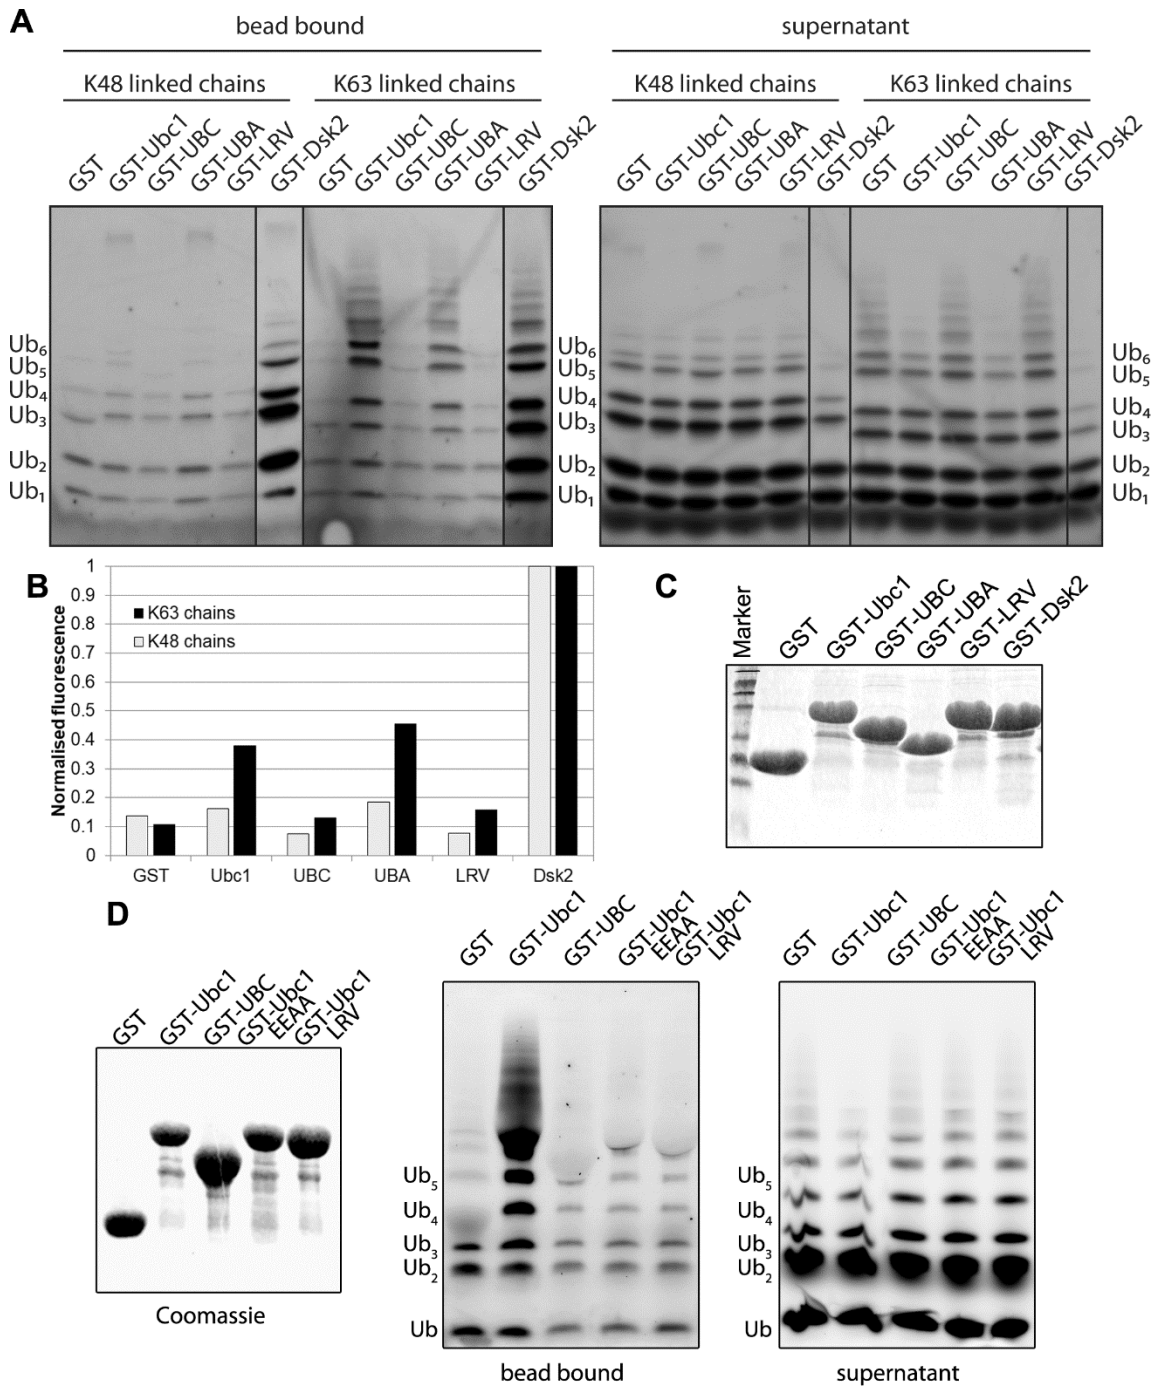 A
bead bound
supernatant
K48 linked chains
K63 linked chains
K48 linked chains
K63 linked chains
GST
GST-Ubc1
GST-UBC
GST-UBA
GST-LRV
GST-Dsk2
GST
GST-Ubc1
GST-UBC
GST-UBA
GST-LRV
GST-Dsk2
GST
GST-Ubc1
GST-UBC
GST-UBA
GST-LRV
GST-Dsk2
GST
GST-Ubc1
GST-UBC
GST-UBA
GST-LRV
GST-Dsk2
Ub₆
Ub₅
Ub₄
Ub₃
Ub₂
Ub₁
Ub₆
Ub₅
Ub₄
Ub₃
Ub₂
Ub₁
Ub₆
Ub₅
Ub₄
Ub₃
Ub₂
Ub₁
B
Normalised fluorescence
1
0.9
0.8
0.7
0.6
0.5
0.4
0.3
0.2
0.1
0
K63 chains
K48 chains
GST
Ubc1
UBC
UBA
LRV
Dsk2
C
Marker
GST
GST-Ubc1
GST-UBC
GST-UBA
GST-LRV
GST-Dsk2
D
GST
GST-Ubc1
GST-UBC
GST-Ubc1
EEAA
GST-Ubc1
LRV
Coomassie
GST
GST-Ubc1
GST-UBC
GST-Ubc1
EEAA
GST-Ubc1
LRV
Ub₅
Ub₄
Ub₃
Ub₂
Ub
bead bound
GST
GST-Ubc1
GST-UBC
GST-Ubc1
EEAA
GST-Ubc1
LRV
Ub₅
Ub₄
Ub₃
Ub₂
Ub
supernatant